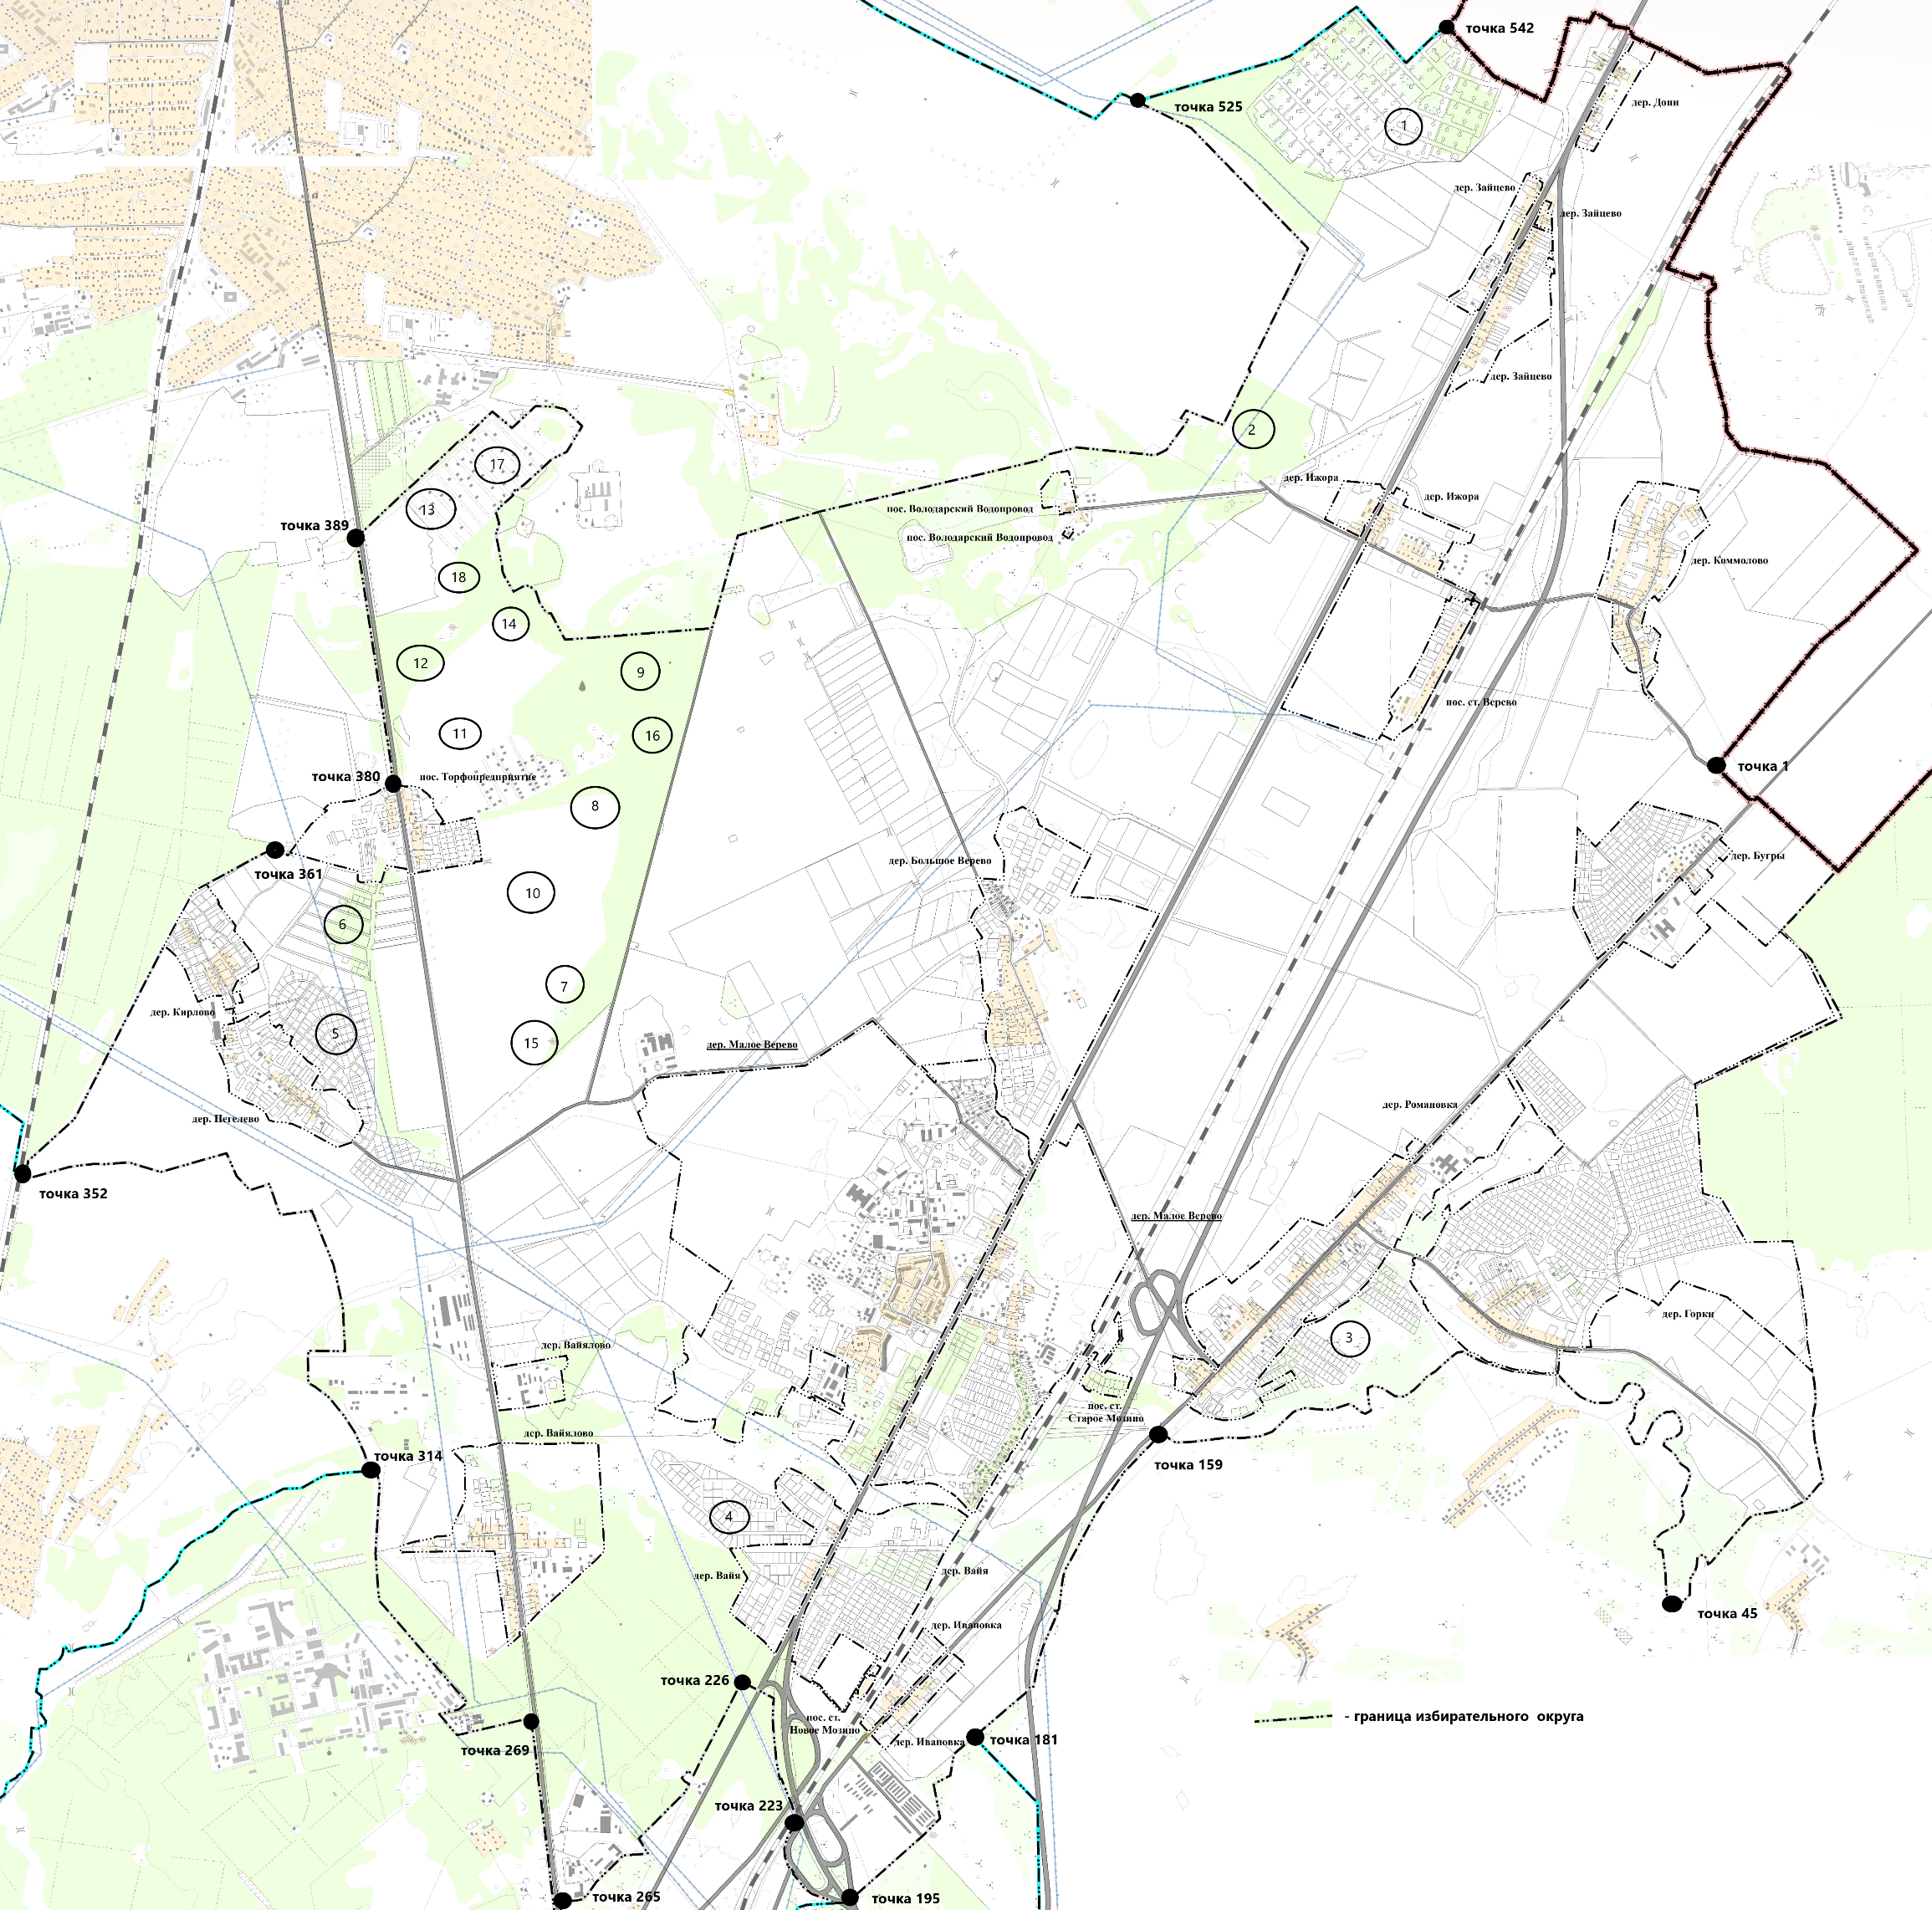 точка 542
точка 525
дер. Дони
1
дер. Зайцево
дер. Зайцево
дер. Зайцево
2
17
дер. Ижора
дер. Ижора
13
пос. Володарский Водопровод
точка 389
пос. Володарский Водопровод
дер. Коммолово
18
14
12
9
пос. ст. Верево
11
16
точка 1
точка 380
пос. Торфопредприятие
8
дер. Большое Верево
дер. Бугры
точка 361
10
6
7
дер. Кирлово
5
15
дер. Малое Верево
дер. Пегелево
дер. Романовка
точка 352
дер. Малое Верево
дер. Горки
3
дер. Вайялово
пос. ст.
Старое Мозино
дер. Вайялово
точка 314
точка 159
4
дер. Вайя
дер. Вайя
точка 45
дер. Ивановка
точка 226
пос. ст.
Новое Мозино
- граница избирательного округа
дер. Ивановка
точка 181
точка 269
точка 223
точка 265
точка 195